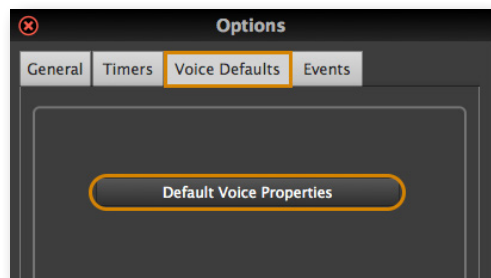 Options
General Timers Voice Defaults Events
Default Voice Properties